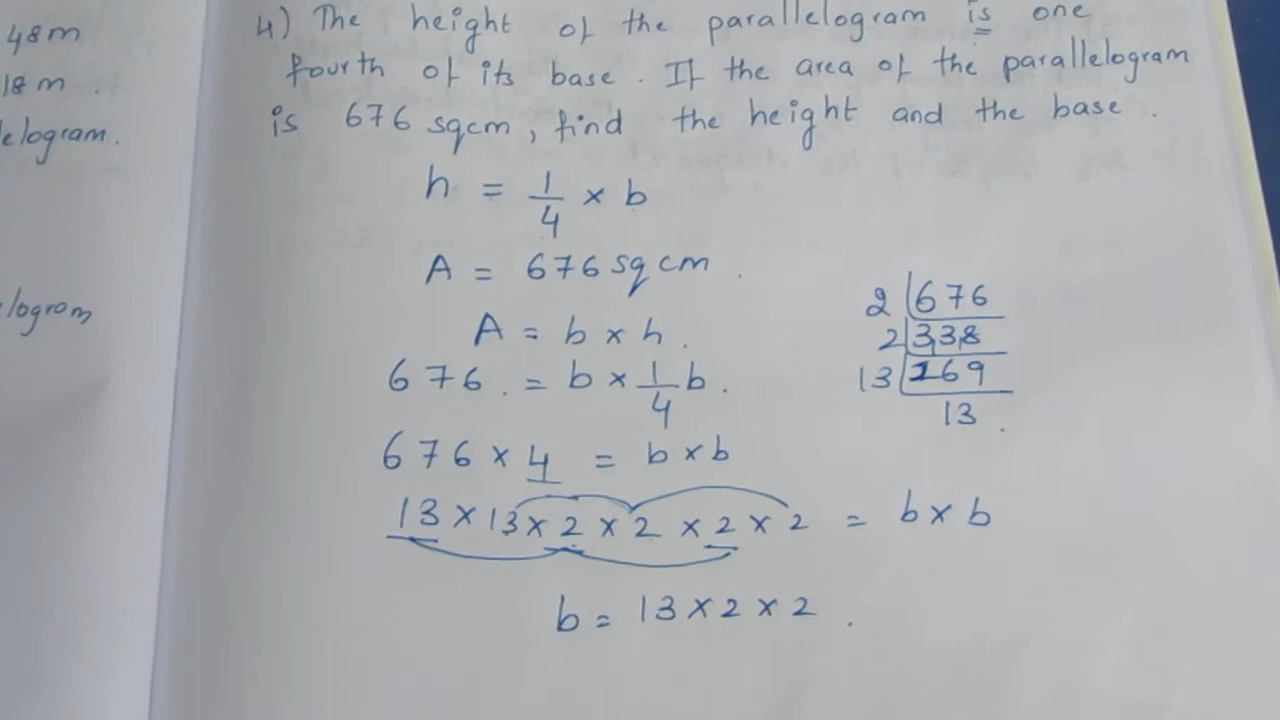 48m
18m
elogram.
logram
4) The height of the parallelogram is one
fourth of its base. If the area of the parallelogram
is 676 sqcm, find the height and the base.
h = 1/4 × b
A = 676 sq cm.
A = b × h.
676 = b × 1/4 b.
676 × 4 = b × b
13 × 13 × 2 × 2 × 2 × 2 = b × b
b = 13 × 2 × 2.
2 | 676
2 | 338
13 | 169
13.